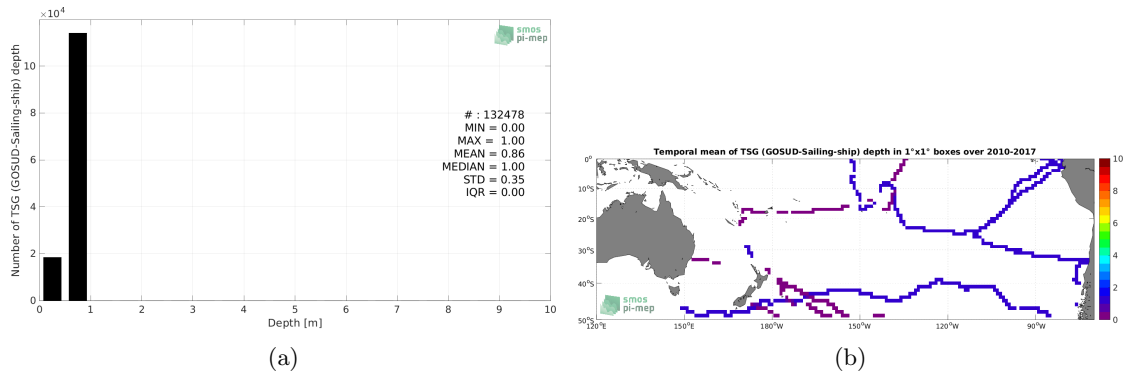 ×10⁴
smos
pi-mep
Number of TSG (GOSUD-Sailing-ship) depth
10
8
6
4
2
0
# : 132478
MIN = 0.00
MAX = 1.00
MEAN = 0.86
MEDIAN = 1.00
STD = 0.35
IQR = 0.00
0 1 2 3 4 5 6 7 8 9 10
Depth [m]
(a)
Temporal mean of TSG (GOSUD-Sailing-ship) depth in 1°x1° boxes over 2010-2017
0°
10°S
20°S
30°S
40°S
50°S
120°E 150°E 180°W 150°W 120°W 90°W
smos
pi-mep
10
8
6
4
2
0
(b)